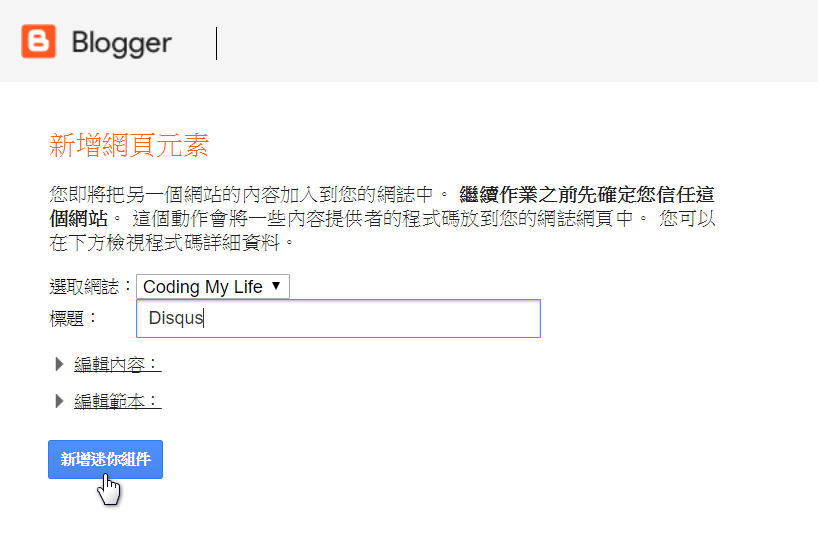 Blogger
新增網頁元素
您即將把另一個網站的內容加入到您的網誌中。 繼續作業之前先確定您信任這
個網站。 這個動作會將一些內容提供者的程式碼放到您的網誌網頁中。 您可以
在下方檢視程式碼詳細資料。
選取網誌：Coding My Life
標題：Disqus
編輯內容：
編輯範本：
新增迷你組件